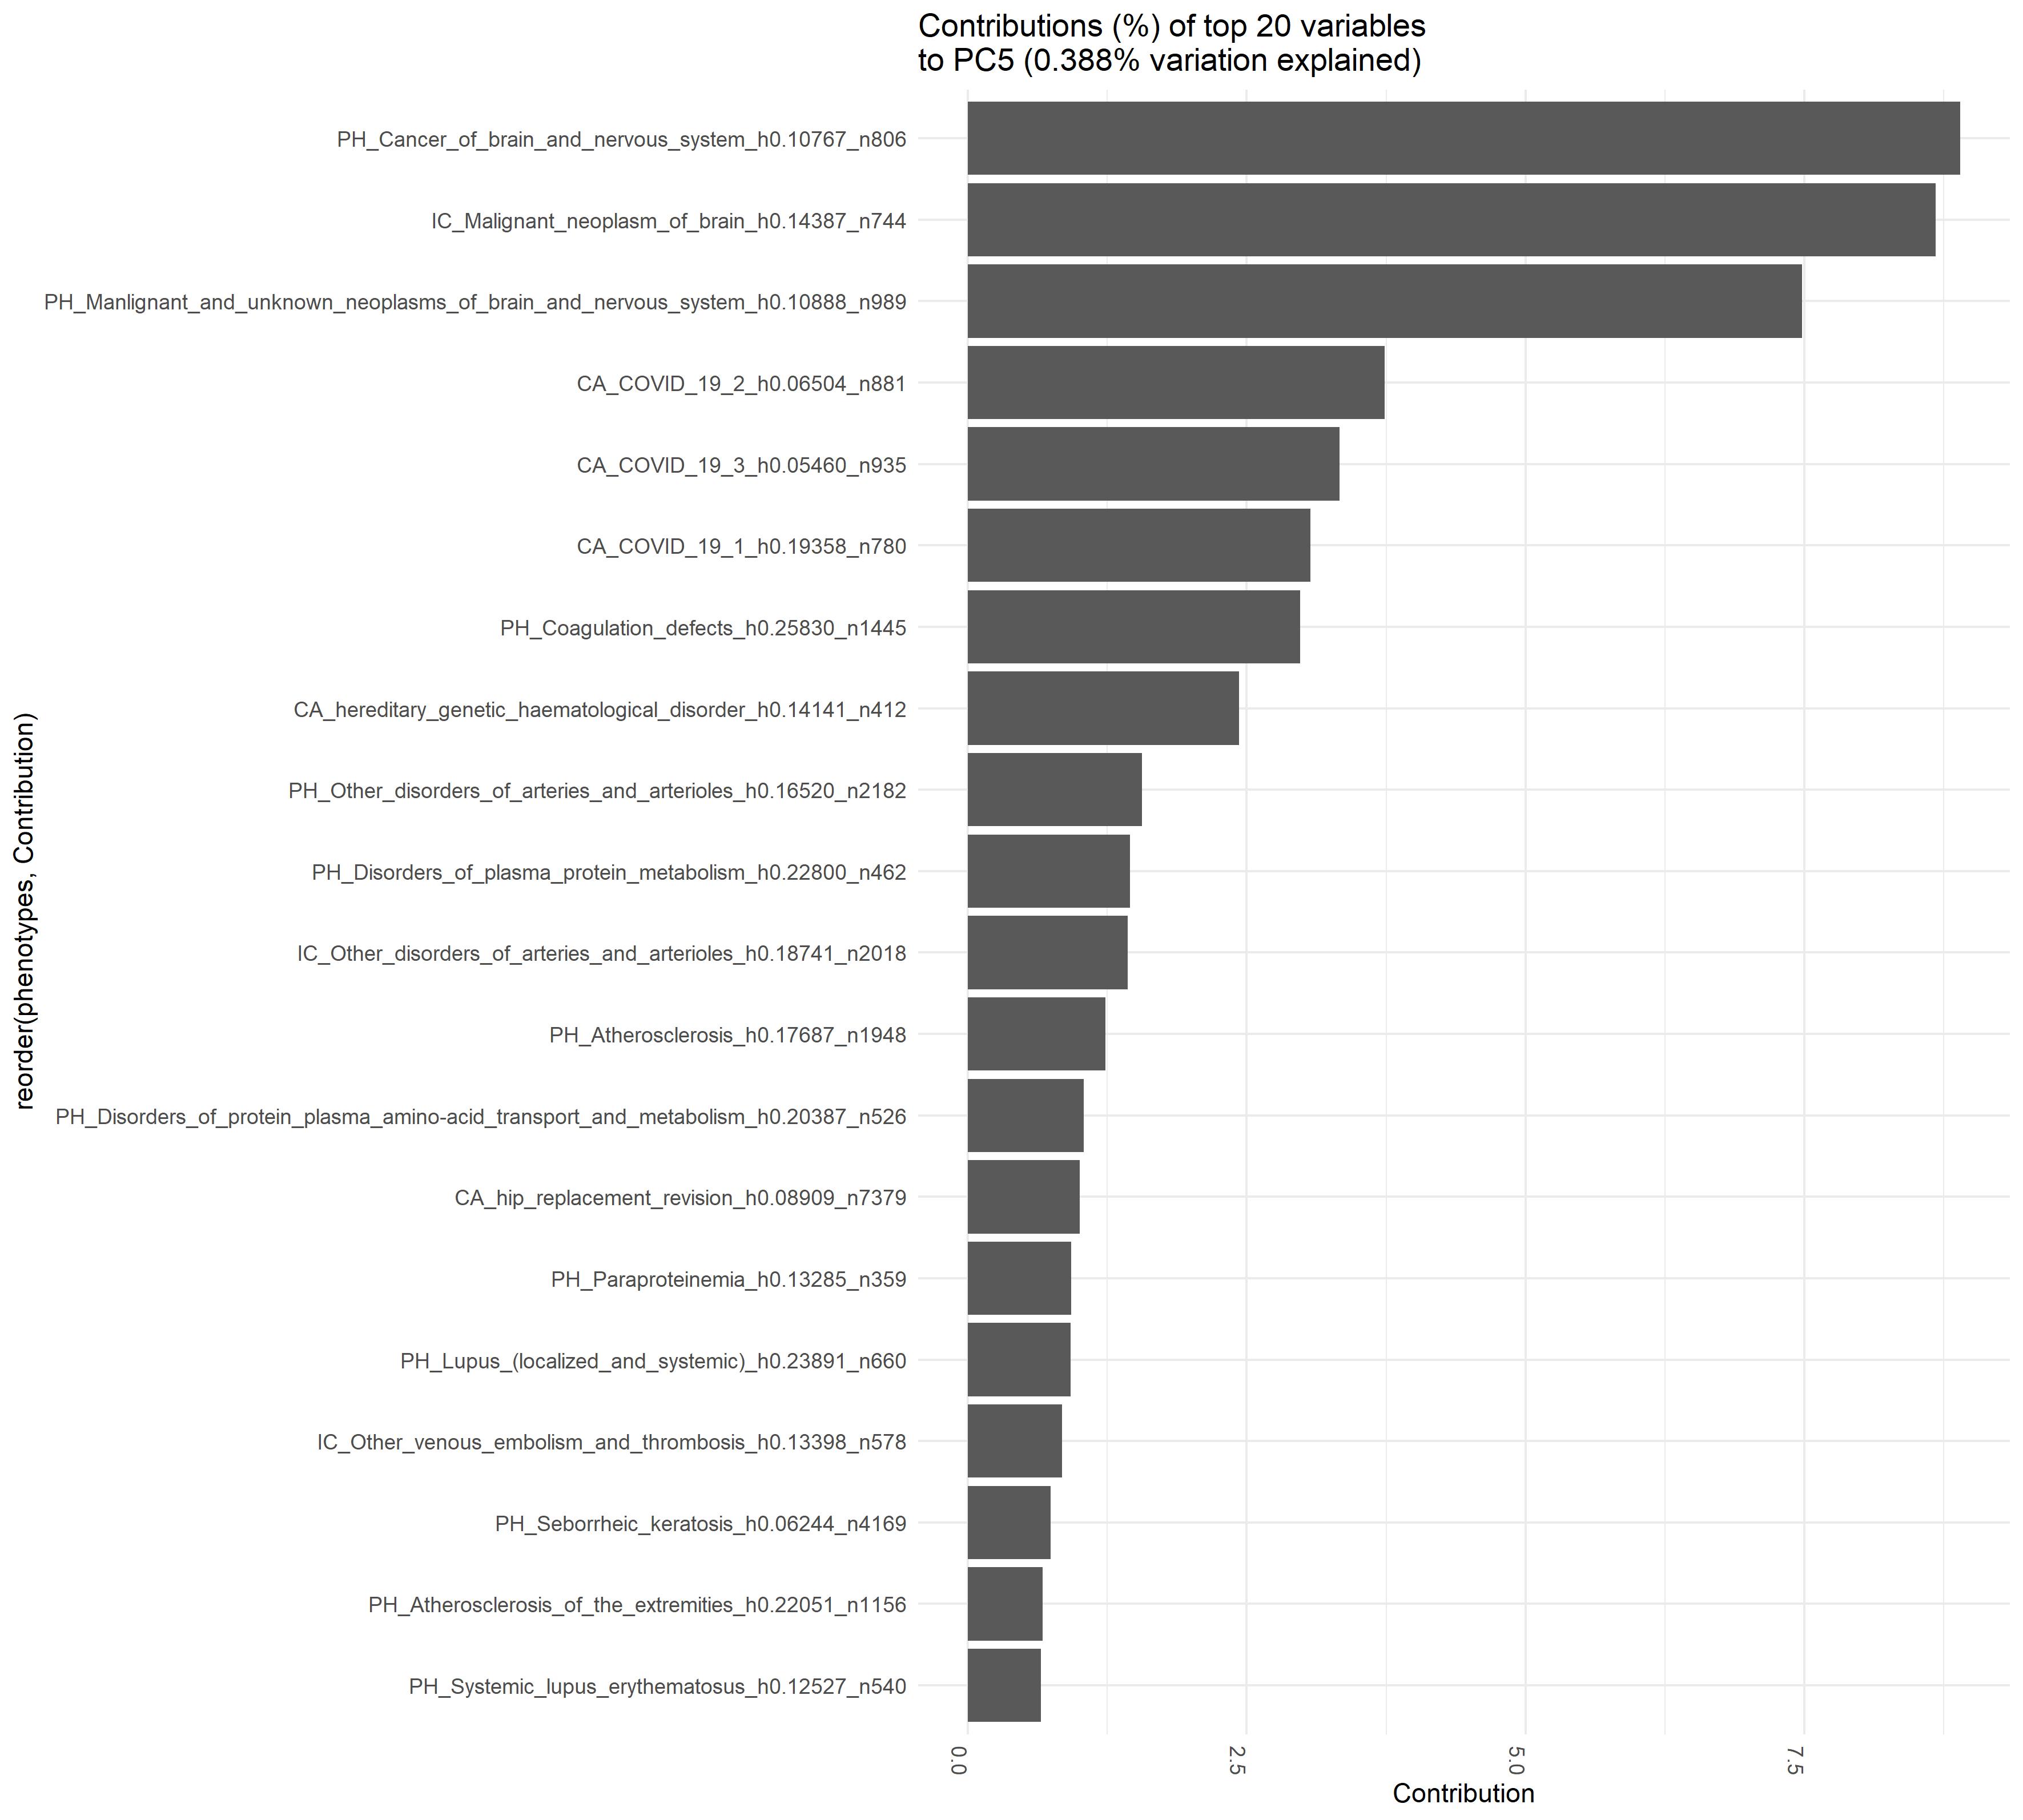 Contributions (%) of top 20 variables
to PC5 (0.388% variation explained)
PH_Cancer_of_brain_and_nervous_system_h0.10767_n806
IC_Malignant_neoplasm_of_brain_h0.14387_n744
PH_Manlignant_and_unknown_neoplasms_of_brain_and_nervous_system_h0.10888_n989
CA_COVID_19_2_h0.06504_n881
CA_COVID_19_3_h0.05460_n935
CA_COVID_19_1_h0.19358_n780
PH_Coagulation_defects_h0.25830_n1445
CA_hereditary_genetic_haematological_disorder_h0.14141_n412
PH_Other_disorders_of_arteries_and_arterioles_h0.16520_n2182
PH_Disorders_of_plasma_protein_metabolism_h0.22800_n462
IC_Other_disorders_of_arteries_and_arterioles_h0.18741_n2018
PH_Atherosclerosis_h0.17687_n1948
PH_Disorders_of_protein_plasma_amino-acid_transport_and_metabolism_h0.20387_n526
CA_hip_replacement_revision_h0.08909_n7379
PH_Paraproteinemia_h0.13285_n359
PH_Lupus_(localized_and_systemic)_h0.23891_n660
IC_Other_venous_embolism_and_thrombosis_h0.13398_n578
PH_Seborrheic_keratosis_h0.06244_n4169
PH_Atherosclerosis_of_the_extremities_h0.22051_n1156
PH_Systemic_lupus_erythematosus_h0.12527_n540
reorder(phenotypes, Contribution)
0.0
2.5
5.0
7.5
Contribution